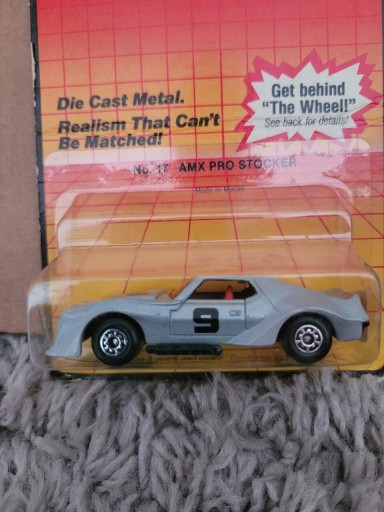 Die Cast Metal.
Realism That Can't
Be Matched!
Get behind
"The Wheel!"
See back for details!
No. 17 AMX PRO STOCKER
Made in Macau
9